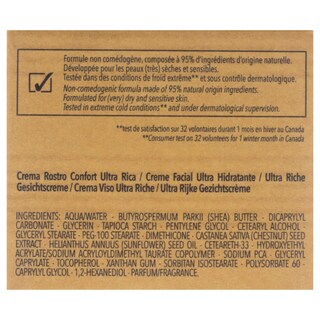 Formule non comédogène, composée à 95% d'ingrédients d'origine naturelle.
Développée pour les peaux (très) sèches et sensibles.
Testée dans des conditions de froid extrême** et sous contrôle dermatologique.
Non-comedogenic formula made of 95% natural origin ingredients.
Formulated for (very) dry and sensitive skin.
Tested in extreme cold conditions** and under dermatological supervision.
**test de satisfaction sur 32 volontaires durant 1 mois en hiver au Canada
**Consumer test on 32 volunteers for 1 winter month in Canada
Crema Rostro Confort Ultra Rica / Creme Facial Ultra Hidratante / Ultra Riche
Gesichtscreme / Crema Viso Ultra Riche / Ultra Rijke Gezichtscrème
INGREDIENTS: AQUA/WATER - BUTYROSPERMUM PARKII (SHEA) BUTTER - DICAPRYLYL
CARBONATE - GLYCERIN - TAPIOCA STARCH - PENTYLENE GLYCOL - CETEARYL ALCOHOL -
GLYCERYL STEARATE - PEG-100 STEARATE - DIMETHICONE - CASTANEA SATIVA (CHESTNUT) SEED
EXTRACT - HELIANTHUS ANNUUS (SUNFLOWER) SEED OIL - CETEARETH-33 - HYDROXYETHYL
ACRYLATE/SODIUM ACRYLOYLDIMETHYL TAURATE COPOLYMER - SODIUM PCA - GLYCERYL
CAPRYLATE - TOCOPHEROL - XANTHAN GUM - SORBITAN ISOSTEARATE - POLYSORBATE 60 -
CAPRYLYL GLYCOL - 1,2-HEXANEDIOL - PARFUM/FRAGRANCE.